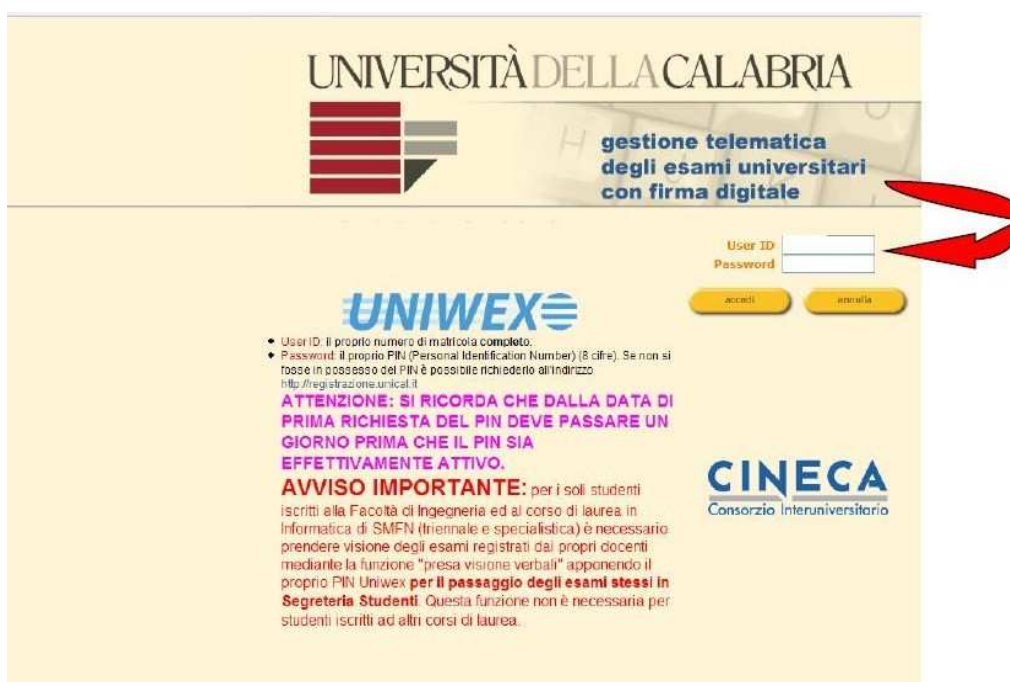 UNIVERSITÀ DELLA CALABRIA
gestione telematica
degli esami universitari
con firma digitale
User ID
Password
accedi
annulla
UNIWEX
User ID: il proprio numero di matricola completo.
Password: il proprio PIN (Personal Identification Number) (8 cifre). Se non si
fosse in possesso del PIN è possibile richiederlo all'indirizzo
http://registrazione.unical.it
ATTENZIONE: SI RICORDA CHE DALLA DATA DI
PRIMA RICHIESTA DEL PIN DEVE PASSARE UN
GIORNO PRIMA CHE IL PIN SIA
EFFETTIVAMENTE ATTIVO.
AVVISO IMPORTANTE: per i soli studenti
iscritti alla Facoltà di Ingegneria ed al corso di laurea in
Informatica di SMFN (triennale e specialistica) è necessario
prendere visione degli esami registrati dai propri docenti
mediante la funzione "presa visione verbali" apponendo il
proprio PIN Uniwex per il passaggio degli esami stessi in
Segreteria Studenti. Questa funzione non è necessaria per
studenti iscritti ad altri corsi di laurea.
CINECA
Consorzio Interuniversitario